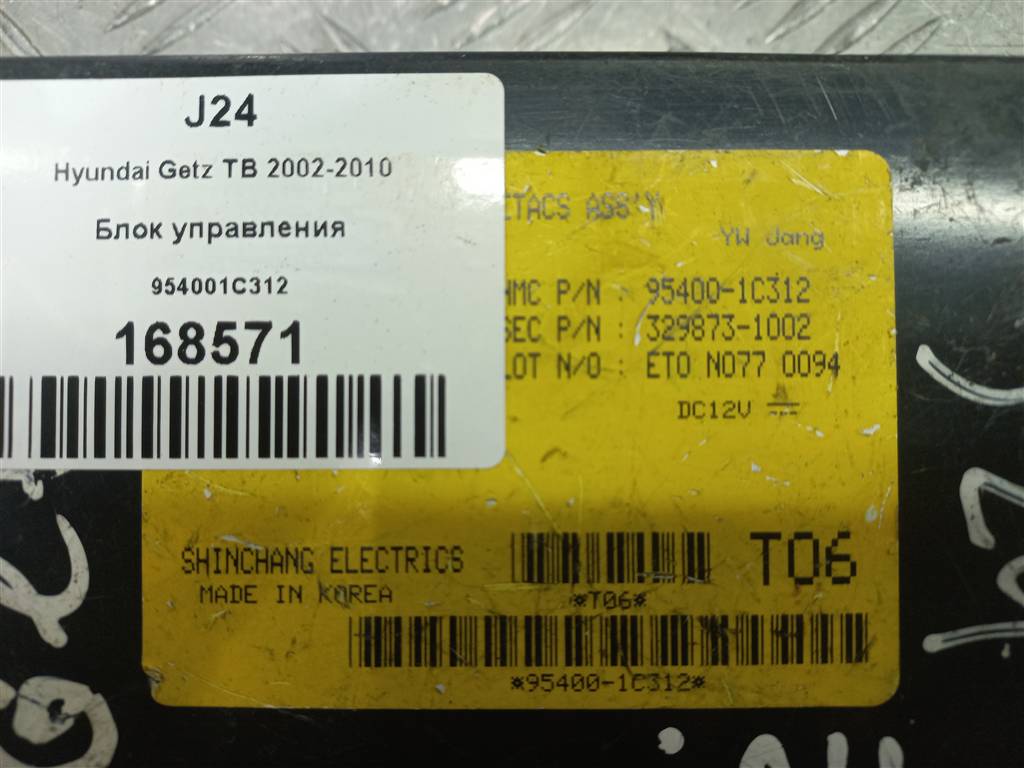 J24
Hyundai Getz TB 2002-2010
Блок управления
954001C312
168571
ETACS ASS'Y
YW Jang
HMC P/N : 95400-1C312
SEC P/N : 329873-1002
LOT N/O : ETO N077 0094
DC12V
SHINCHANG ELECTRICS
MADE IN KOREA
T06
*T06*
*95400-1C312*